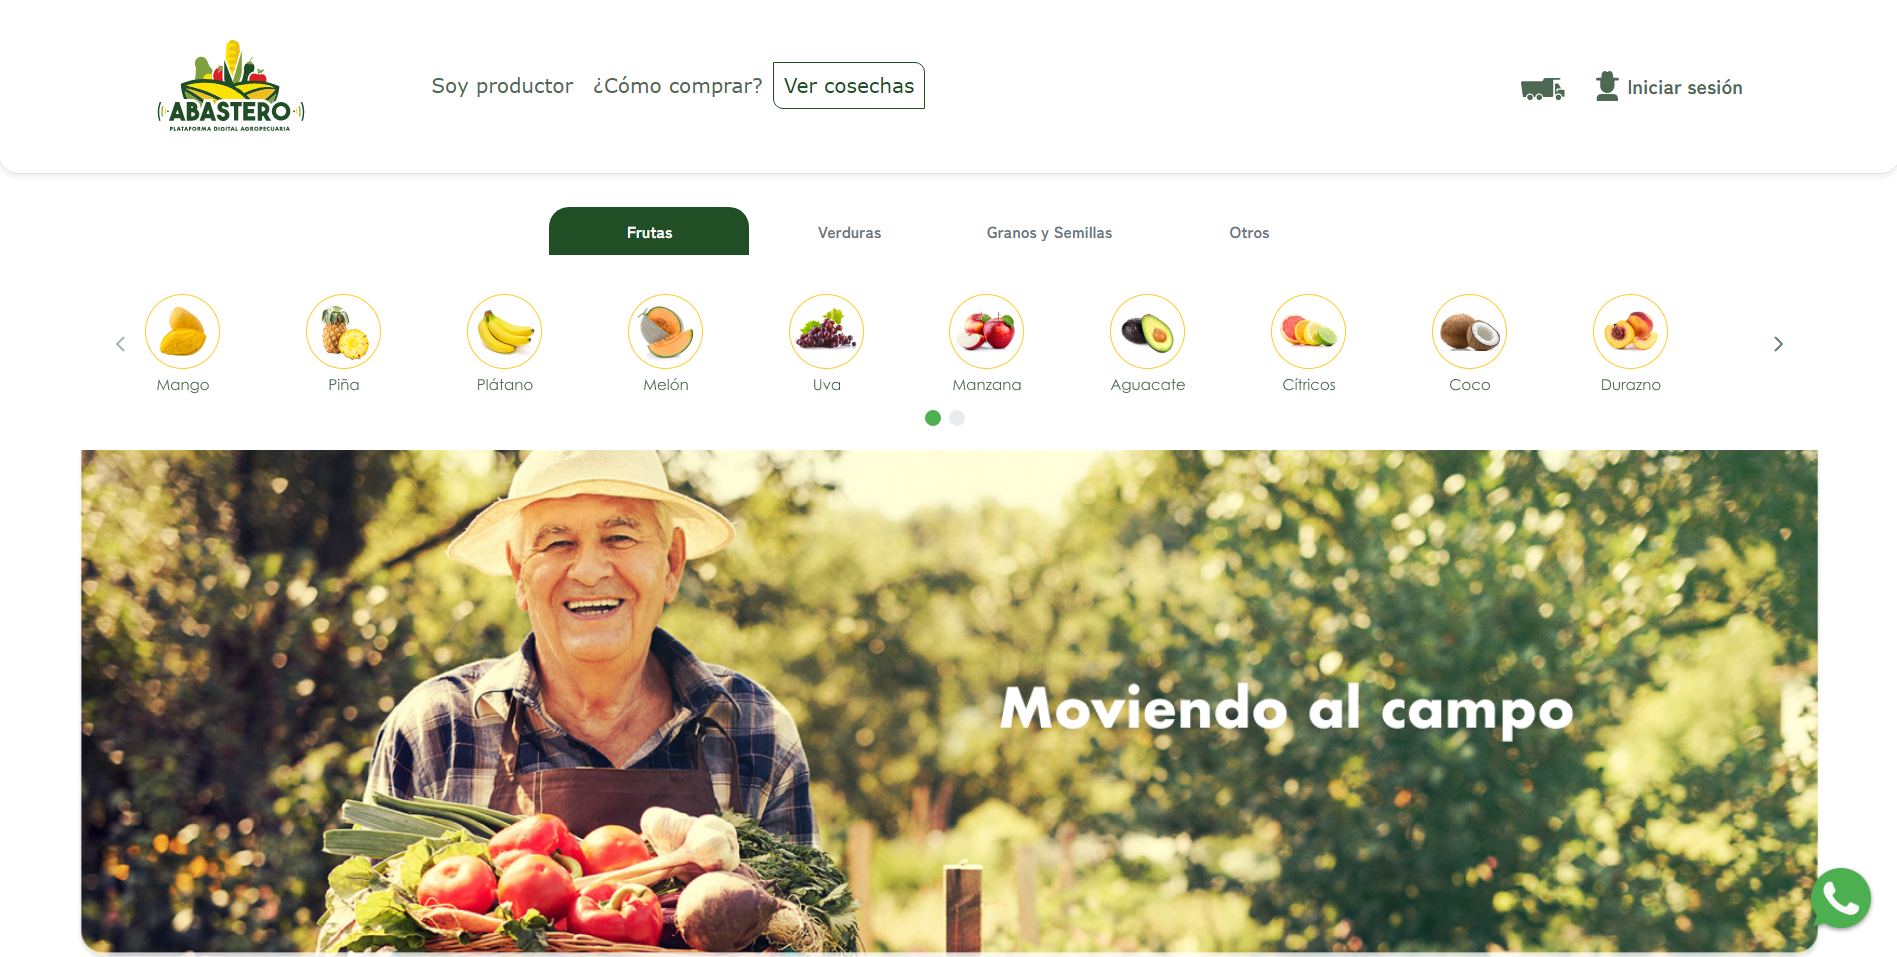 ABASTERO
PLATAFORMA DIGITAL AGROPECUARIA
Soy productor ¿Cómo comprar? Ver cosechas
Iniciar sesión
Frutas Verduras Granos y Semillas Otros
Mango Piña Plátano Melón Uva Manzana Aguacate Cítricos Coco Durazno
Moviendo al campo